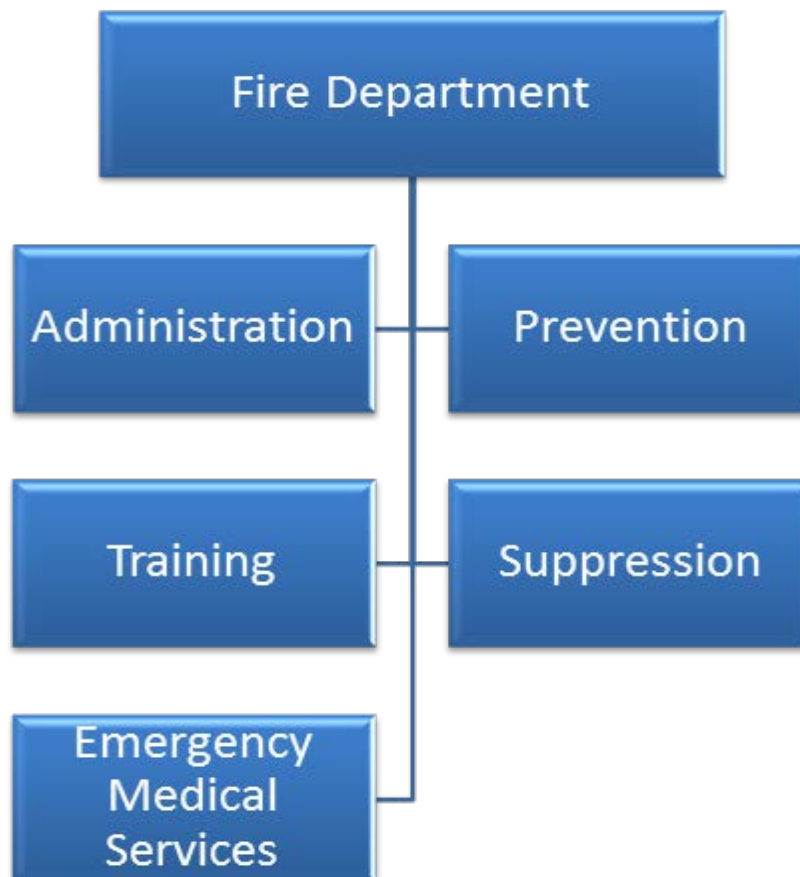 Fire Department
Administration
Prevention
Training
Suppression
Emergency
Medical
Services